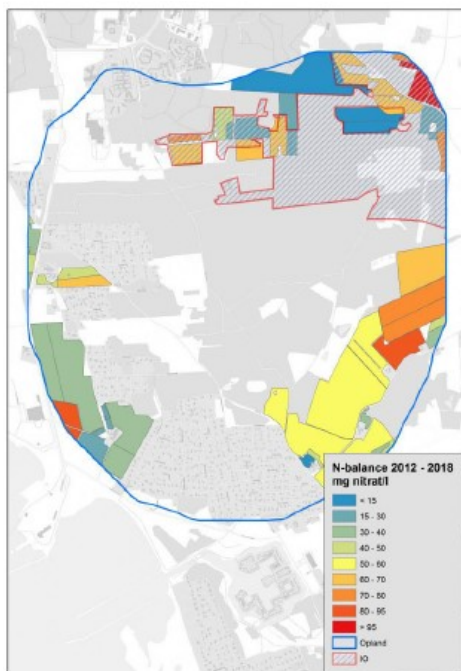 N-balance 2012 - 2018
mg nitrat/l
< 15
15 - 30
30 - 40
40 - 50
50 - 60
60 - 70
70 - 80
80 - 95
> 95
Opland
IO